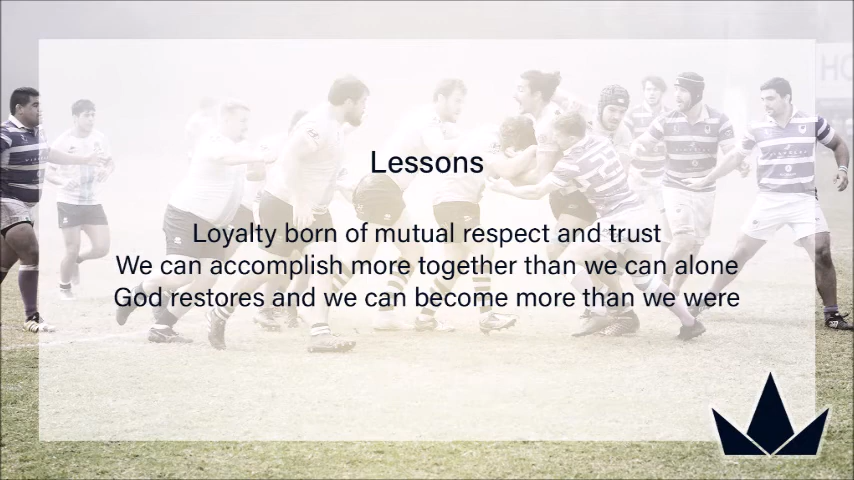 Lessons
Loyalty born of mutual respect and trust
We can accomplish more together than we can alone
God restores and we can become more than we were